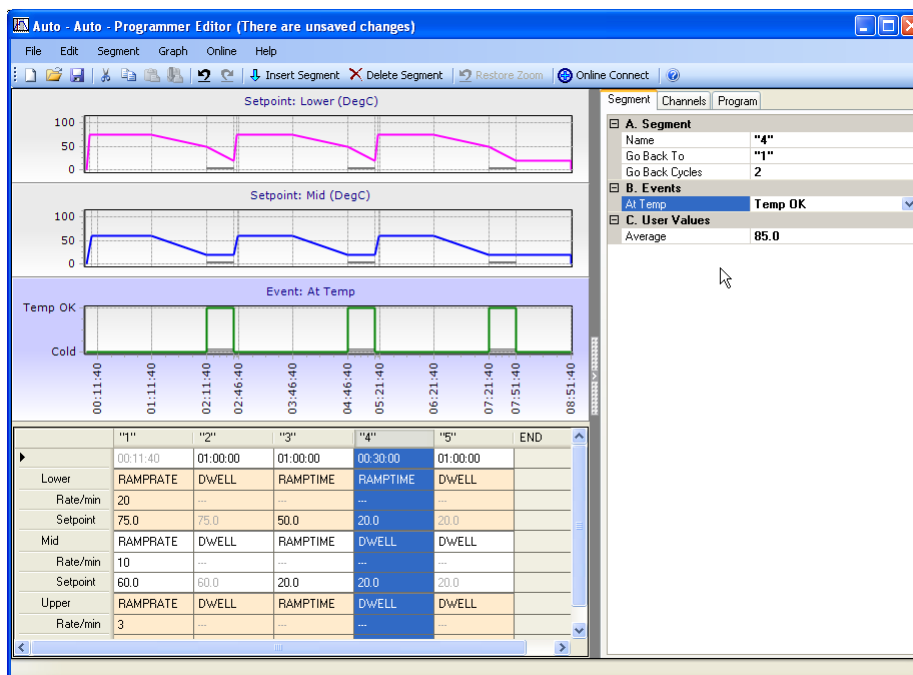 Auto - Auto - Programmer Editor (There are unsaved changes)
File Edit Segment Graph Online Help
Insert Segment Delete Segment Restore Zoom Online Connect
Setpoint: Lower (DegC)
100
50
0
Setpoint: Mid (DegC)
100
50
0
Event: At Temp
Temp OK
Cold
00:11:40 01:11:40 02:11:40 02:46:40 03:46:40 04:46:40 05:21:40 06:21:40 07:21:40 07:51:40 08:51:40
"1" "2" "3" "4" "5" END
00:11:40 01:00:00 01:00:00 00:30:00 01:00:00
Lower RAMPRATE DWELL RAMPTIME RAMPTIME DWELL
Rate/min 20 --- --- --- ---
Setpoint 75.0 75.0 50.0 20.0 20.0
Mid RAMPRATE DWELL RAMPTIME DWELL DWELL
Rate/min 10 --- --- --- ---
Setpoint 60.0 60.0 20.0 20.0 20.0
Upper RAMPRATE DWELL RAMPTIME DWELL DWELL
Rate/min 3 --- --- --- ---
Segment Channels Program
A. Segment
Name "4"
Go Back To "1"
Go Back Cycles 2
B. Events
At Temp Temp OK
C. User Values
Average 85.0